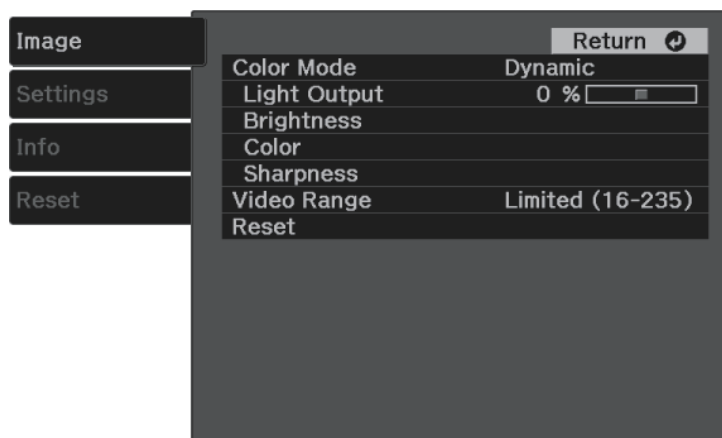 Image
Settings
Info
Reset
Return
Color Mode Dynamic
Light Output 0 %
Brightness
Color
Sharpness
Video Range Limited (16-235)
Reset